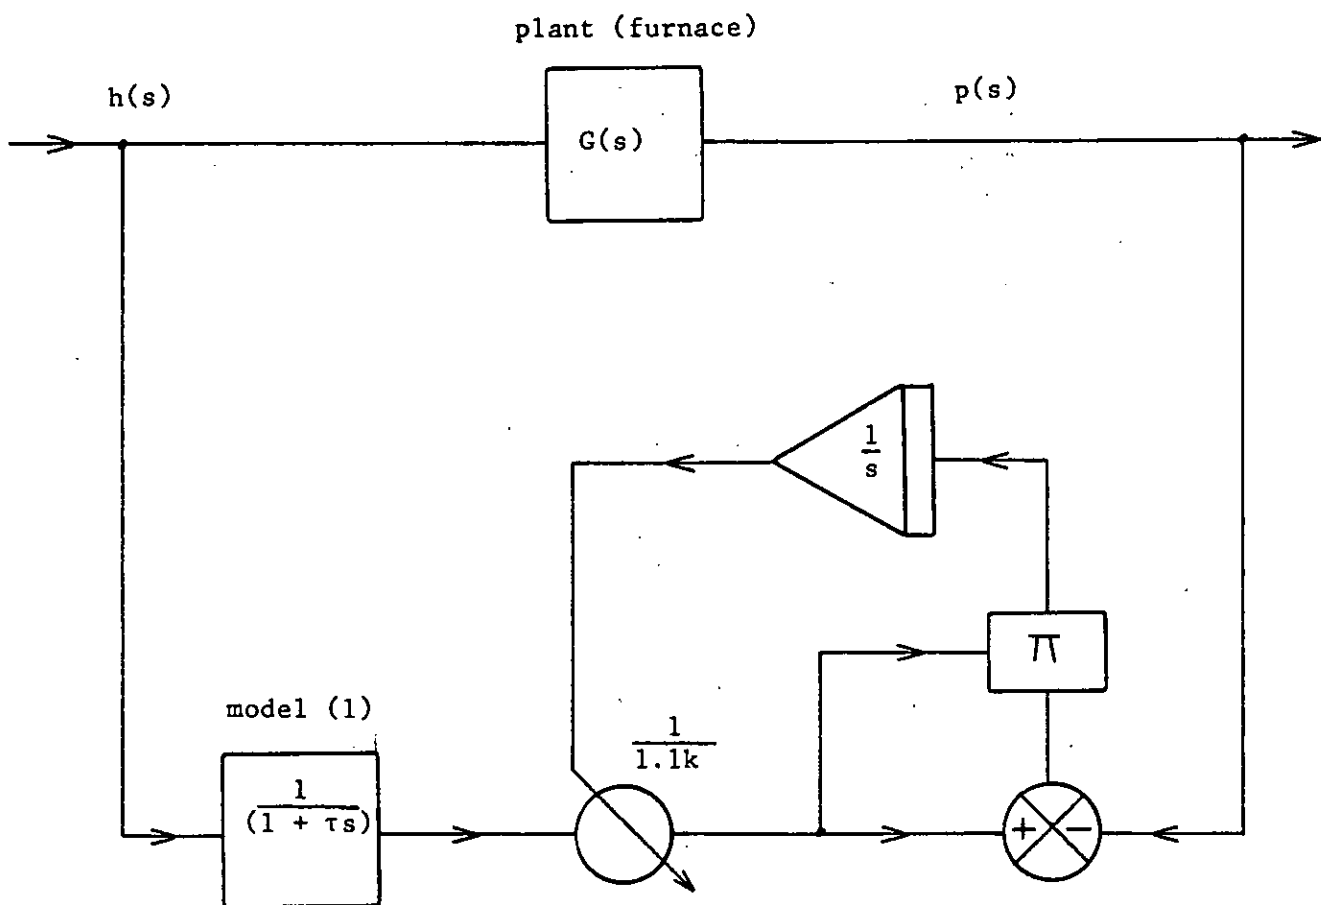 plant (furnace)
h(s)
p(s)
G(s)
1
s
π
model (1)
1
1.1k
1
(1 + τs)
+
−